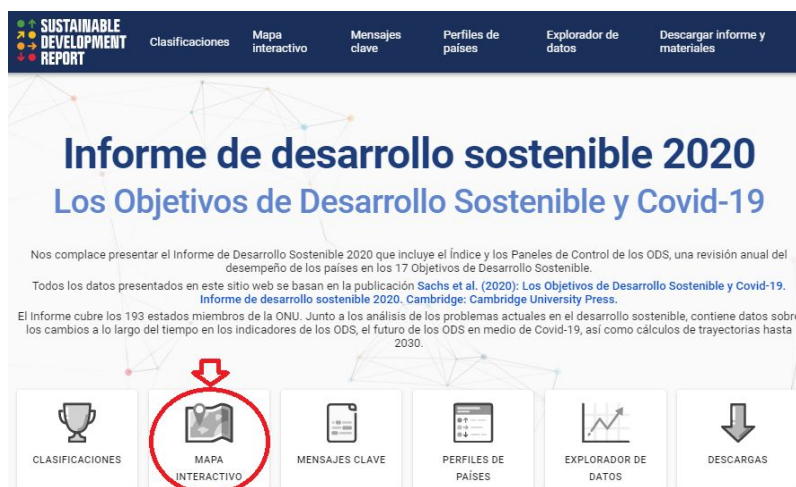 SUSTAINABLE
DEVELOPMENT
REPORT
Clasificaciones
Mapa
interactivo
Mensajes
clave
Perfiles de
países
Explorador de
datos
Descargar informe y
materiales
Informe de desarrollo sostenible 2020
Los Objetivos de Desarrollo Sostenible y Covid-19
Nos complace presentar el Informe de Desarrollo Sostenible 2020 que incluye el Índice y los Paneles de Control de los ODS, una revisión anual del
desempeño de los países en los 17 Objetivos de Desarrollo Sostenible.
Todos los datos presentados en este sitio web se basan en la publicación Sachs et al. (2020): Los Objetivos de Desarrollo Sostenible y Covid-19.
Informe de desarrollo sostenible 2020. Cambridge: Cambridge University Press.
El Informe cubre los 193 estados miembros de la ONU. Junto a los análisis de los problemas actuales en el desarrollo sostenible, contiene datos sobre
los cambios a lo largo del tiempo en los indicadores de los ODS, el futuro de los ODS en medio de Covid-19, así como cálculos de trayectorias hasta
2030.
CLASIFICACIONES
MAPA
INTERACTIVO
MENSAJES CLAVE
PERFILES DE
PAÍSES
EXPLORADOR DE
DATOS
DESCARGAS